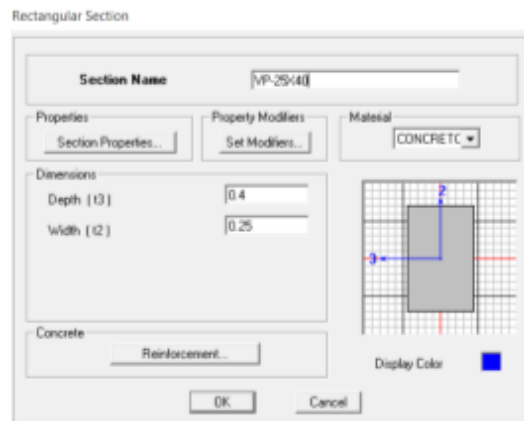 Rectangular Section
Section Name VP-25X40
Properties Property Modifiers Material
Section Properties... Set Modifiers... CONCRETC
Dimensions
Depth ( t3 ) 0.4
Width ( t2 ) 0.25
2
3
Concrete
Reinforcement...
Display Color
OK Cancel